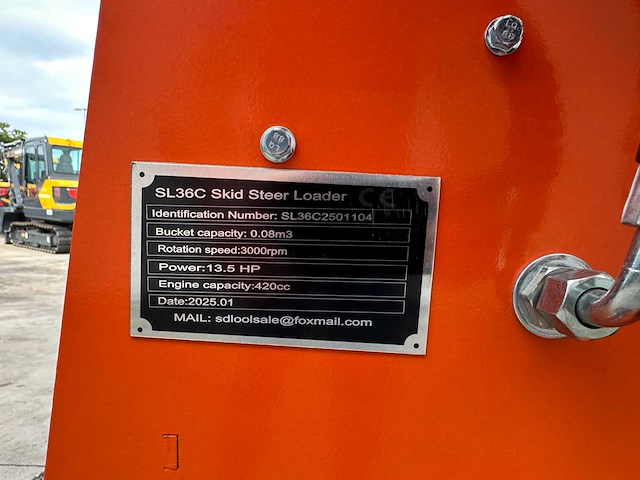 SL36C Skid Steer Loader CE
Identification Number: SL36C2501104
Bucket capacity: 0.08m3
Rotation speed:3000rpm
Power:13.5 HP
Engine capacity:420cc
Date:2025.01
MAIL: sdloolsale@foxmail.com